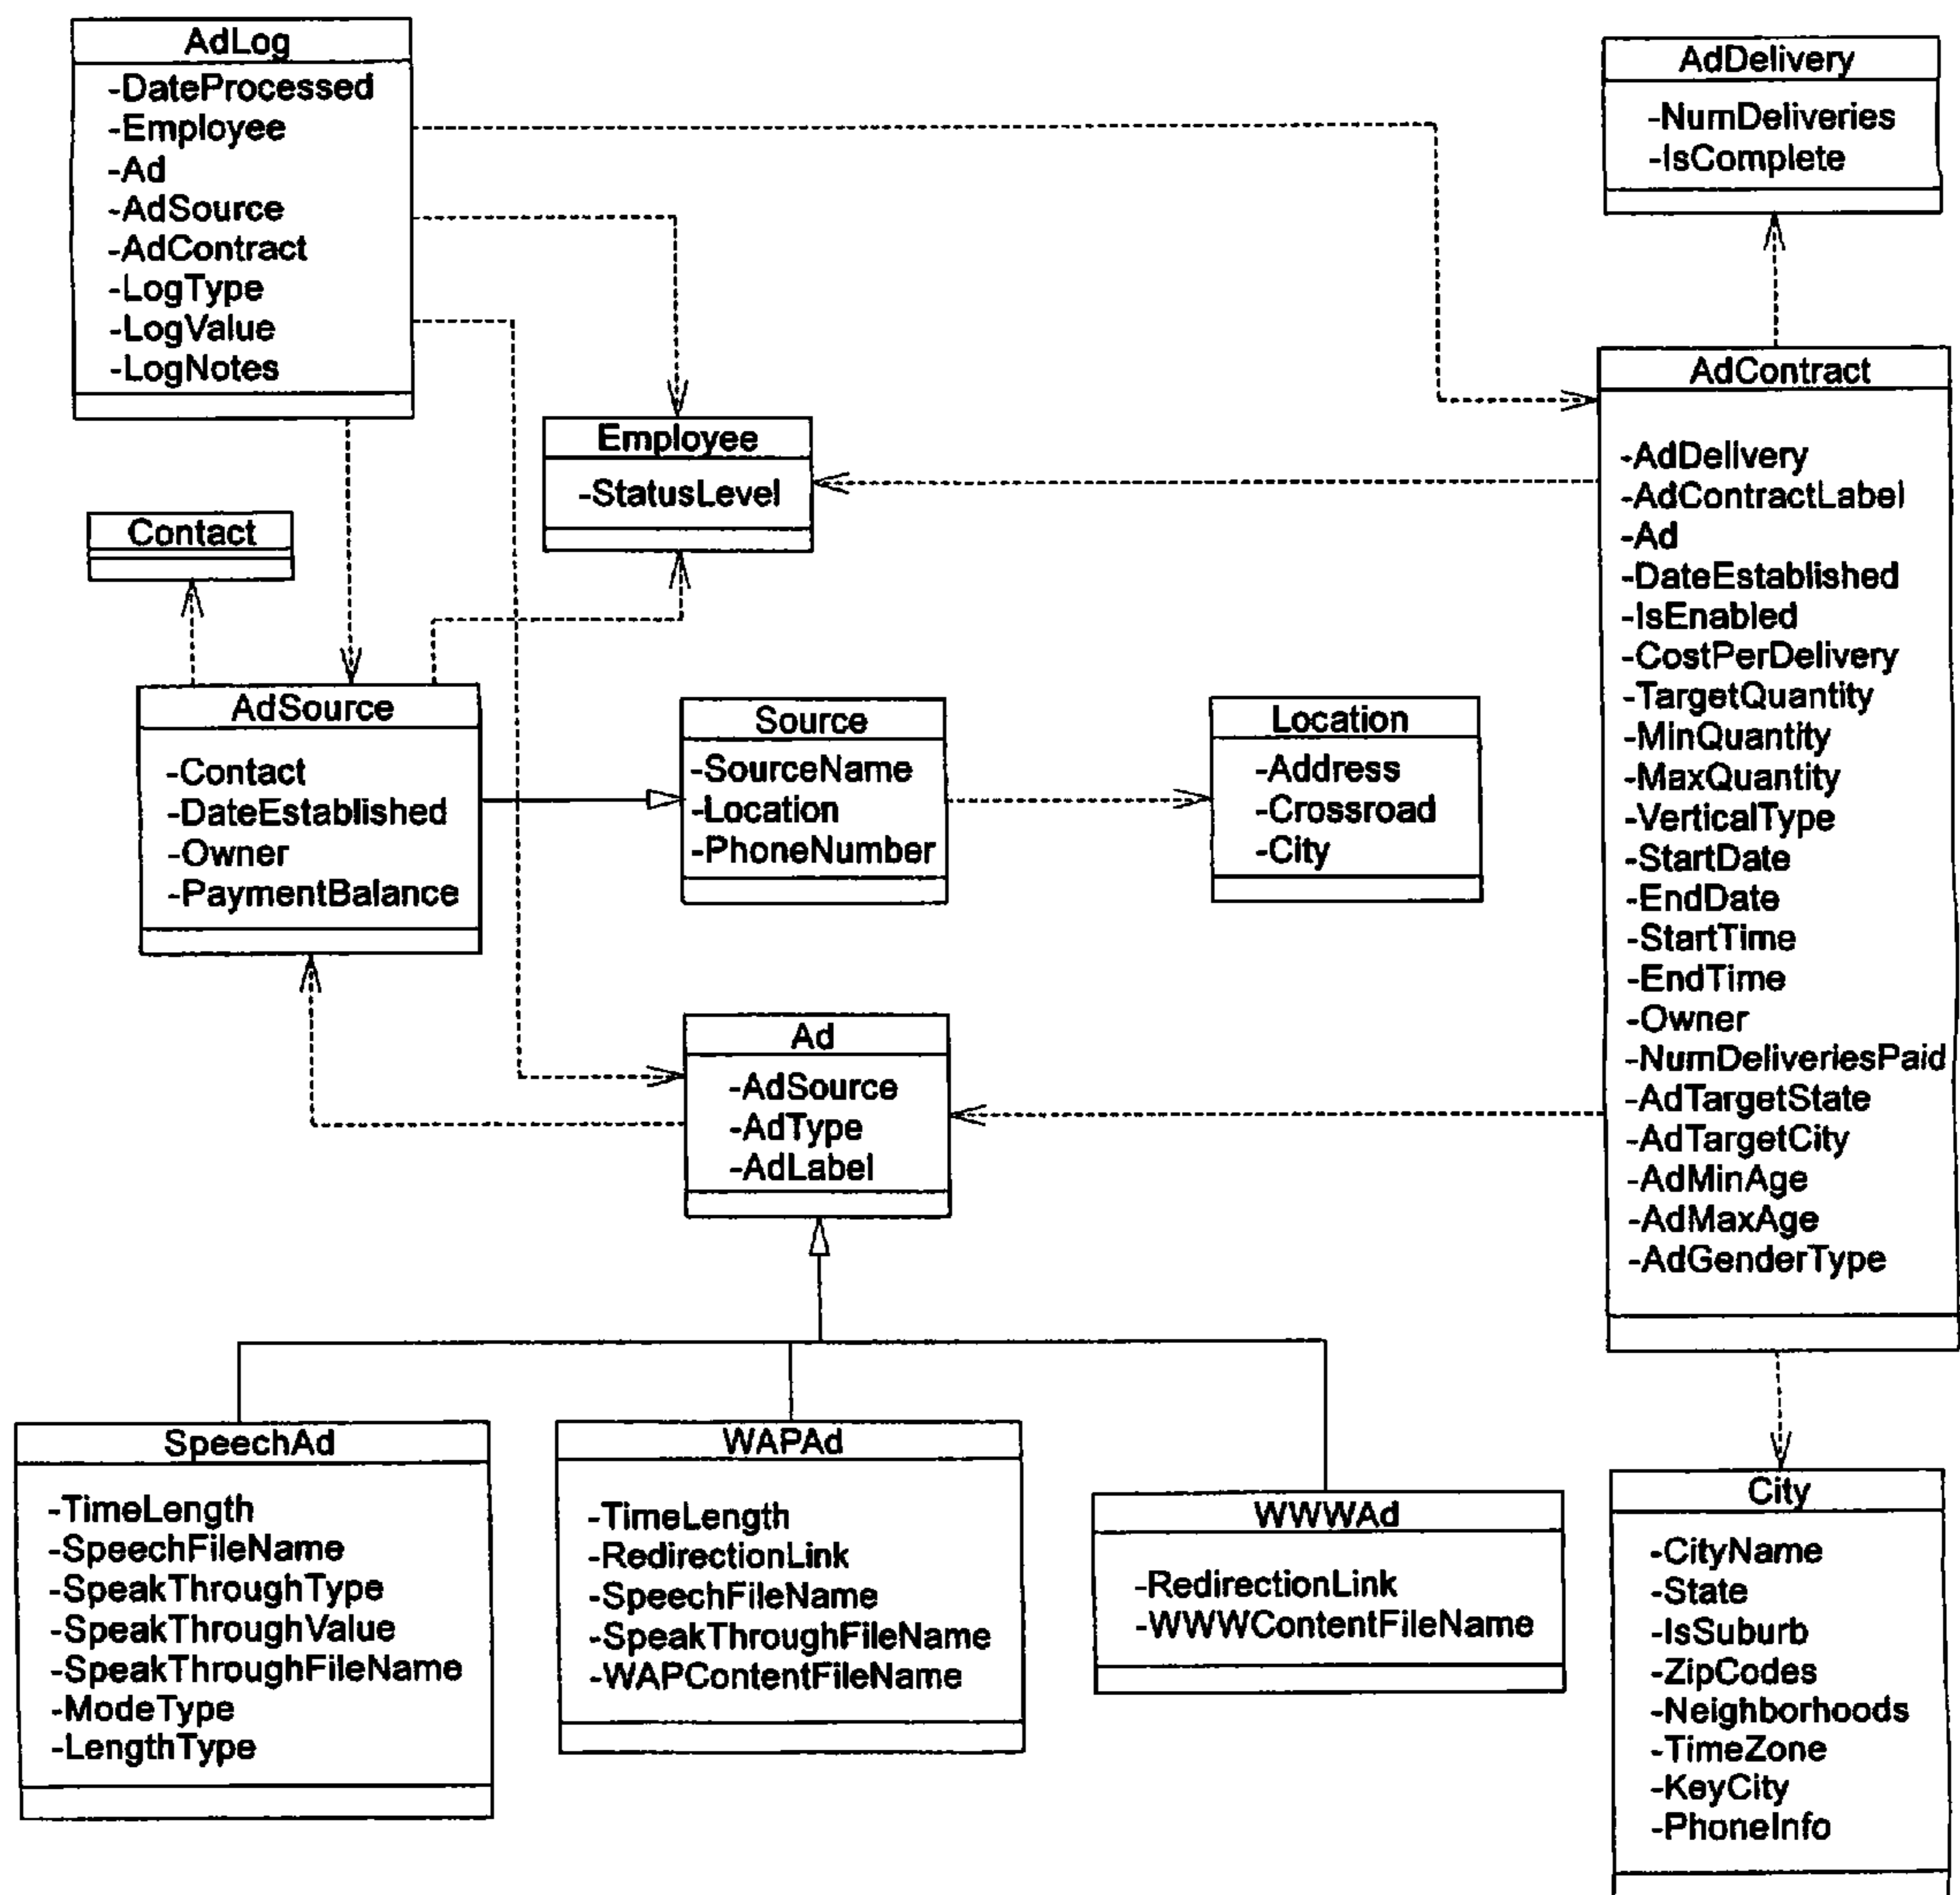 AdLog
-DateProcessed
-Employee
-Ad
-AdSource
-AdContract
-LogType
-LogValue
-LogNotes
AdDelivery
-NumDeliveries
-IsComplete
AdContract
-AdDelivery
-AdContractLabel
-Ad
-DateEstablished
-IsEnabled
-CostPerDelivery
-TargetQuantity
-MinQuantity
-MaxQuantity
-VerticalType
-StartDate
-EndDate
-StartTime
-EndTime
-Owner
-NumDeliveriesPaid
-AdTargetState
-AdTargetCity
-AdMinAge
-AdMaxAge
-AdGenderType
Employee
-StatusLevel
Contact
AdSource
-Contact
-DateEstablished
-Owner
-PaymentBalance
Source
-SourceName
-Location
-PhoneNumber
Location
-Address
-Crossroad
-City
Ad
-AdSource
-AdType
-AdLabel
SpeechAd
-TimeLength
-SpeechFileName
-SpeakThroughType
-SpeakThroughValue
-SpeakThroughFileName
-ModeType
-LengthType
WAPAd
-TimeLength
-RedirectionLink
-SpeechFileName
-SpeakThroughFileName
-WAPContentFileName
WWWAd
-RedirectionLink
-WWWContentFileName
City
-CityName
-State
-IsSuburb
-ZipCodes
-Neighborhoods
-TimeZone
-KeyCity
-PhoneInfo